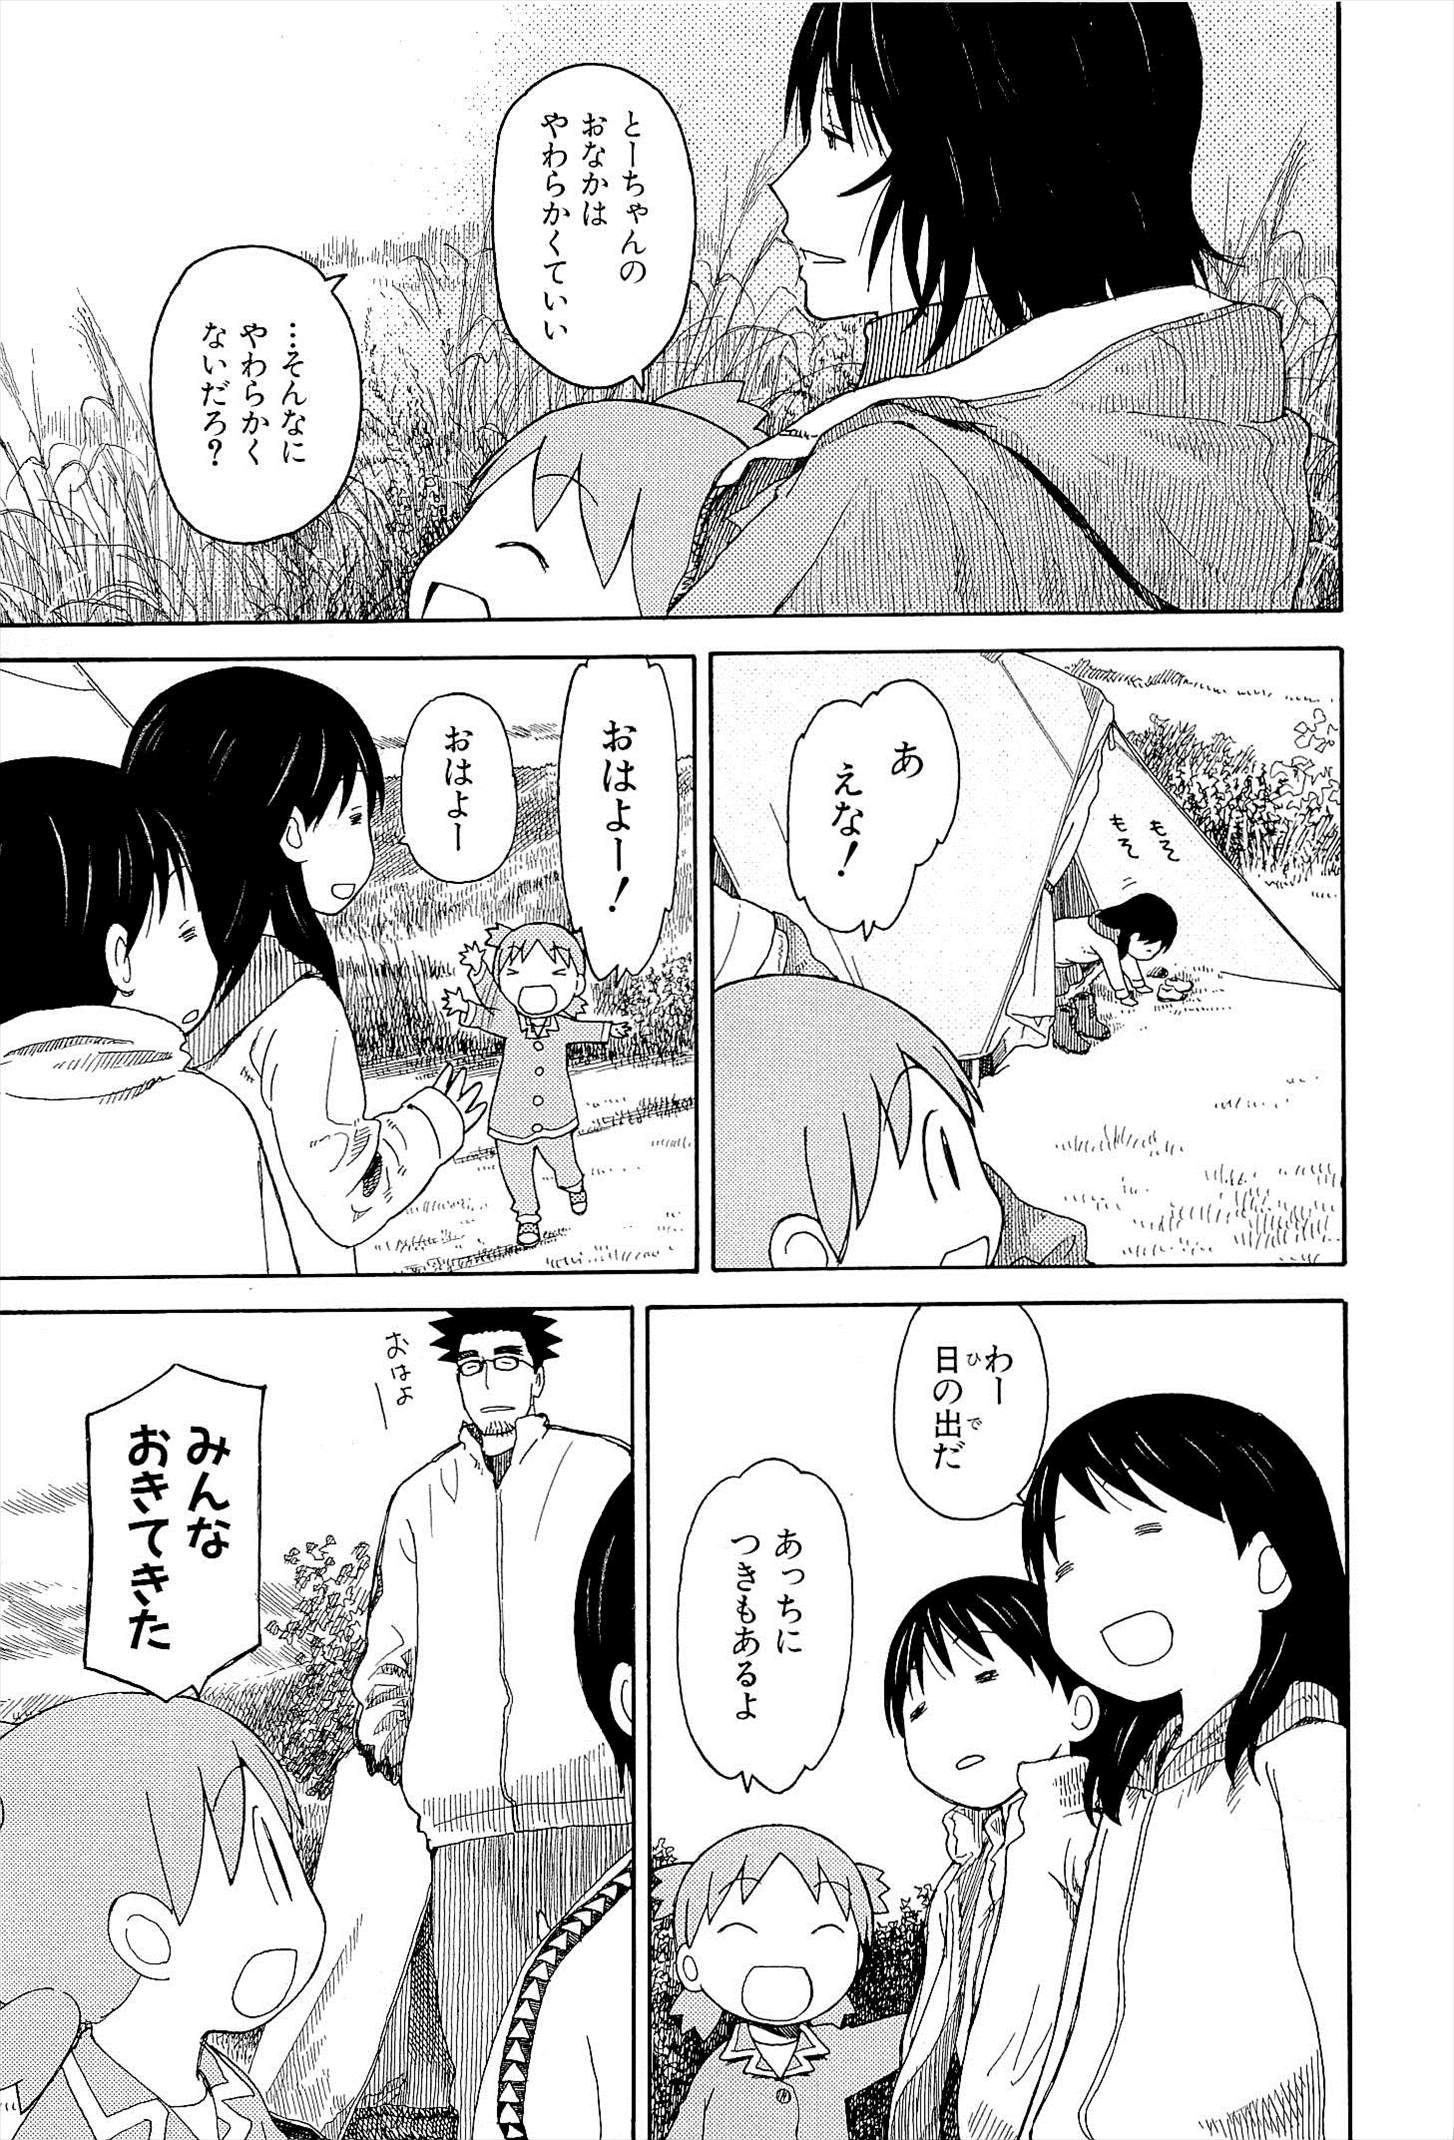 とーちゃんの
おなかは
やわらかくていい
…そんなに
やわらかく
ないだろ？
もそ
もそ
あ
えな！
おはよー！
おはよー
わー
日の出だ
ひ
で
あっちに
つきもあるよ
おはよー
みんな
おきてきた